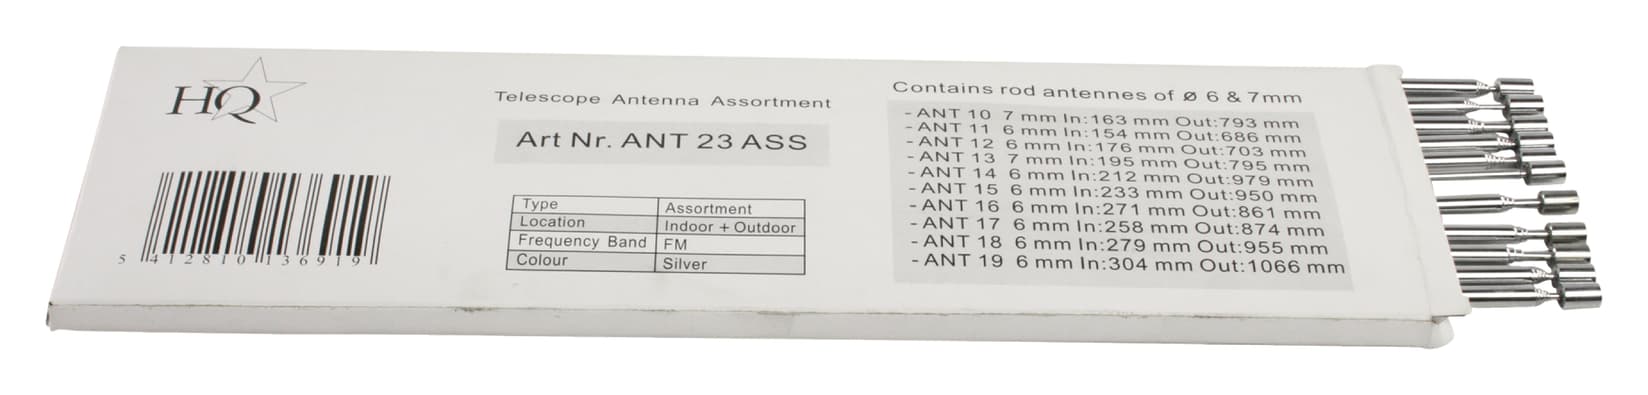 HQ
Telescope Antenna Assortment
Art Nr. ANT 23 ASS
Type Assortment
Location Indoor + Outdoor
Frequency Band FM
Colour Silver
5 412810 136919
Contains rod antennes of ø 6 & 7mm
- ANT 10 7 mm In:163 mm Out:793 mm
- ANT 11 6 mm In:154 mm Out:686 mm
- ANT 12 6 mm In:176 mm Out:703 mm
- ANT 13 7 mm In:195 mm Out:795 mm
- ANT 14 6 mm In:212 mm Out:979 mm
- ANT 15 6 mm In:233 mm Out:950 mm
- ANT 16 6 mm In:271 mm Out:861 mm
- ANT 17 6 mm In:258 mm Out:874 mm
- ANT 18 6 mm In:279 mm Out:955 mm
- ANT 19 6 mm In:304 mm Out:1066 mm